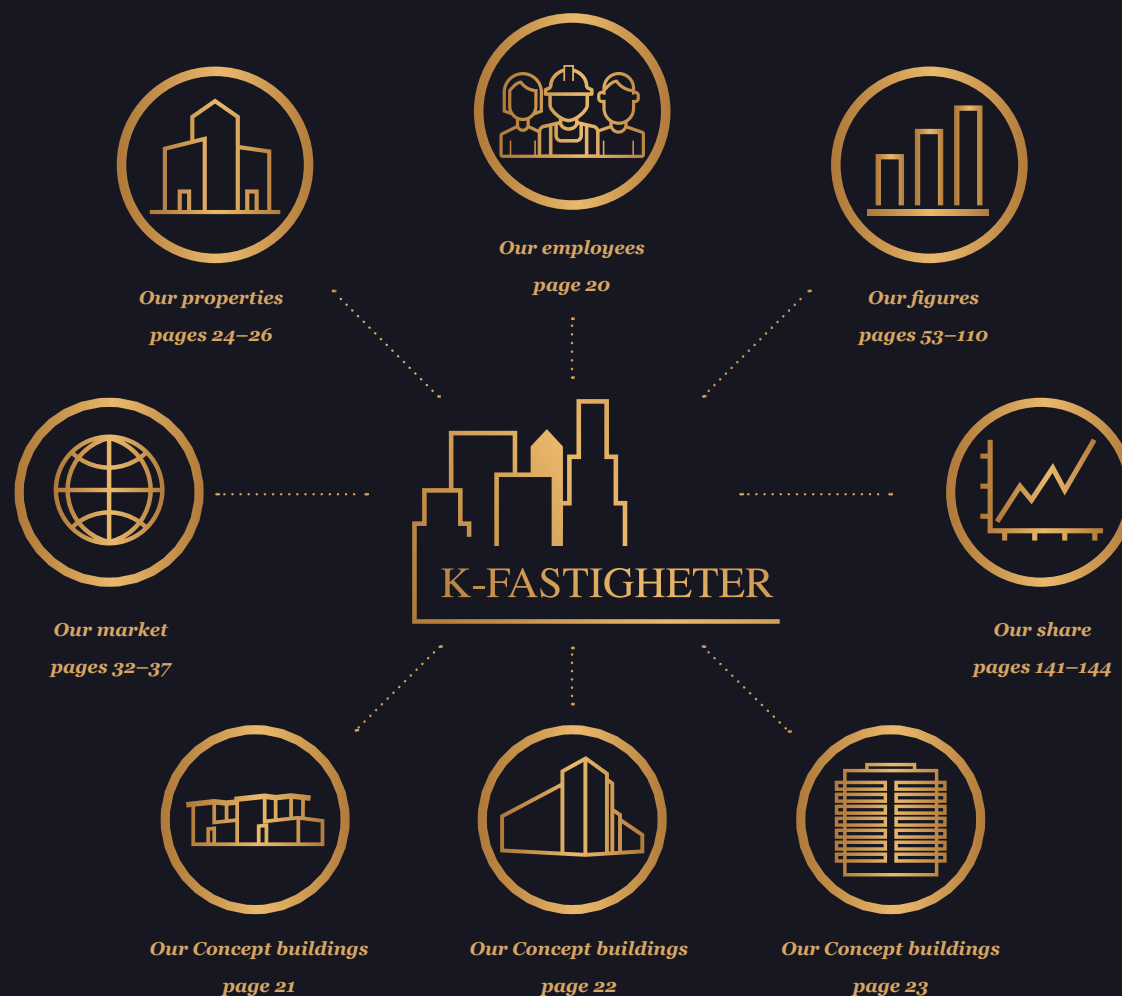 Our employees
page 20
Our properties
pages 24–26
Our figures
pages 53–110
K-FASTIGHETER
Our market
pages 32–37
Our share
pages 141–144
Our Concept buildings
page 21
Our Concept buildings
page 22
Our Concept buildings
page 23